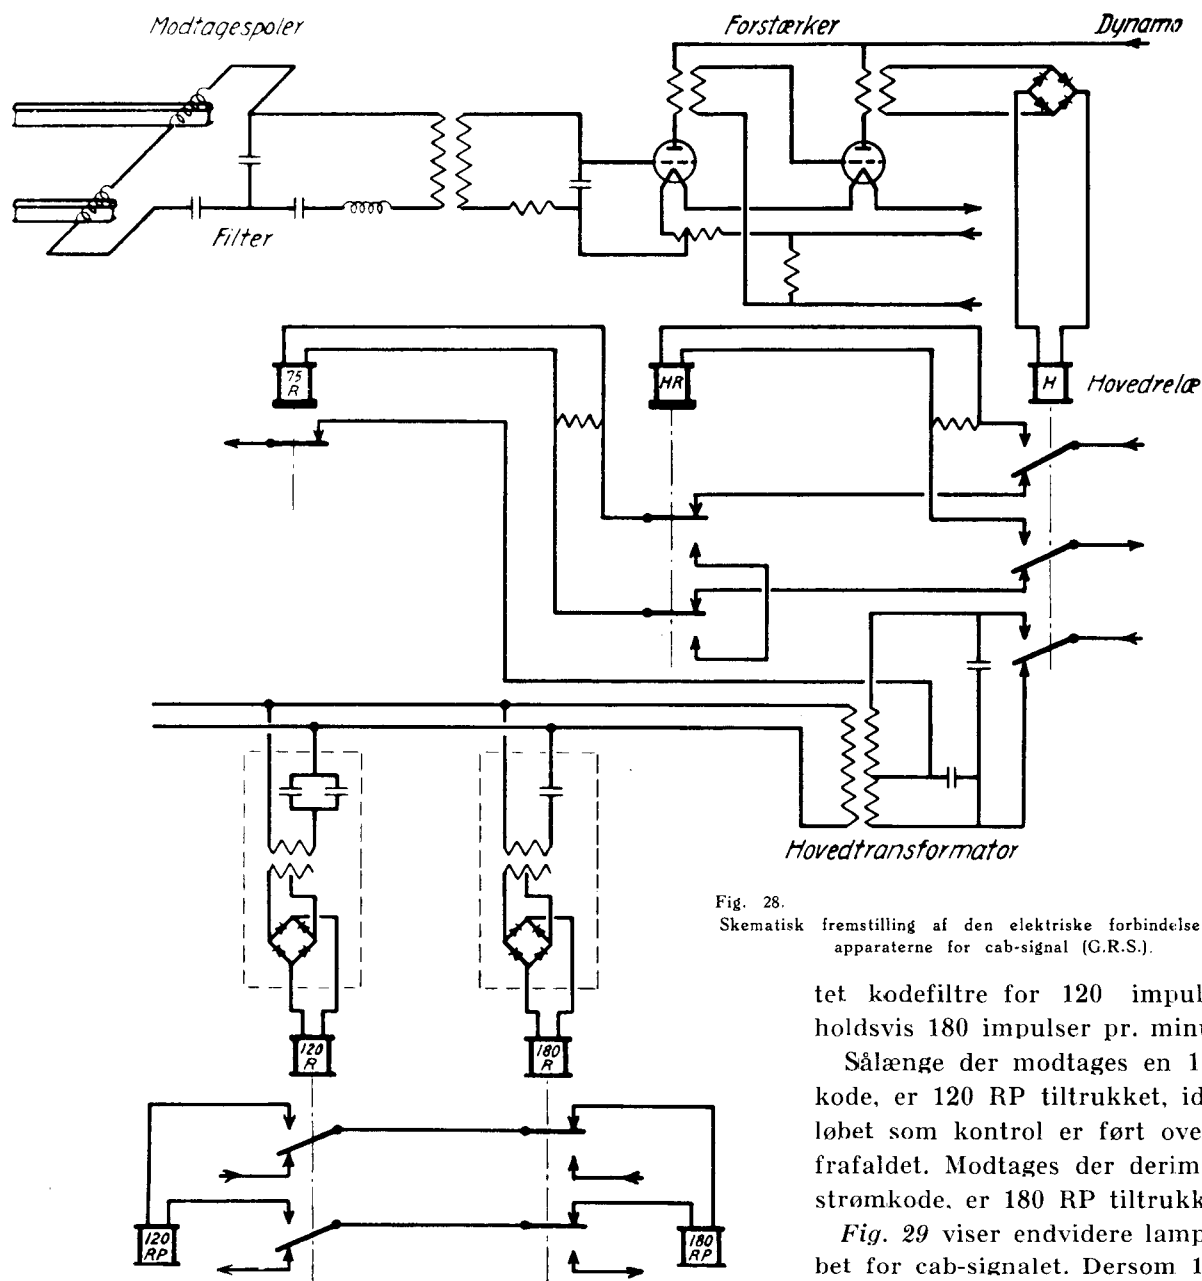 Modtagespoler
Forstærker
Dynamo
Filter
75 R
HR
H
Hovedrelæ
Hovedtransformator
Fig. 28.
Skematisk fremstilling af den elektriske forbindelse
apparaterne for cab-signal (G.R.S.).
120 R
180 R
120 RP
180 RP
tet kodefiltre for 120 impul
holdsvis 180 impulser pr. minu
Sålænge der modtages en 1
kode, er 120 RP tiltrukket, id
løbet som kontrol er ført ove
frafaldet. Modtages der derim
strømkode, er 180 RP tiltrukk
Fig. 29 viser endvidere lamp
bet for cab-signalet. Dersom 1